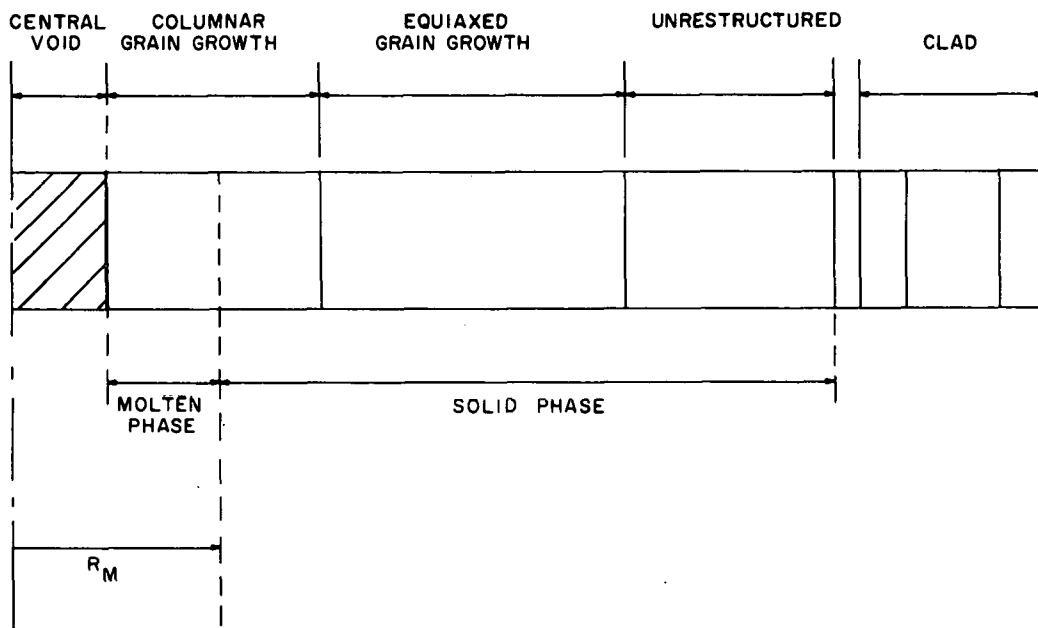 CENTRAL
VOID
COLUMNAR
GRAIN GROWTH
EQUIAXED
GRAIN GROWTH
UNRESTRUCTURED
CLAD
MOLTEN
PHASE
SOLID PHASE
R_M